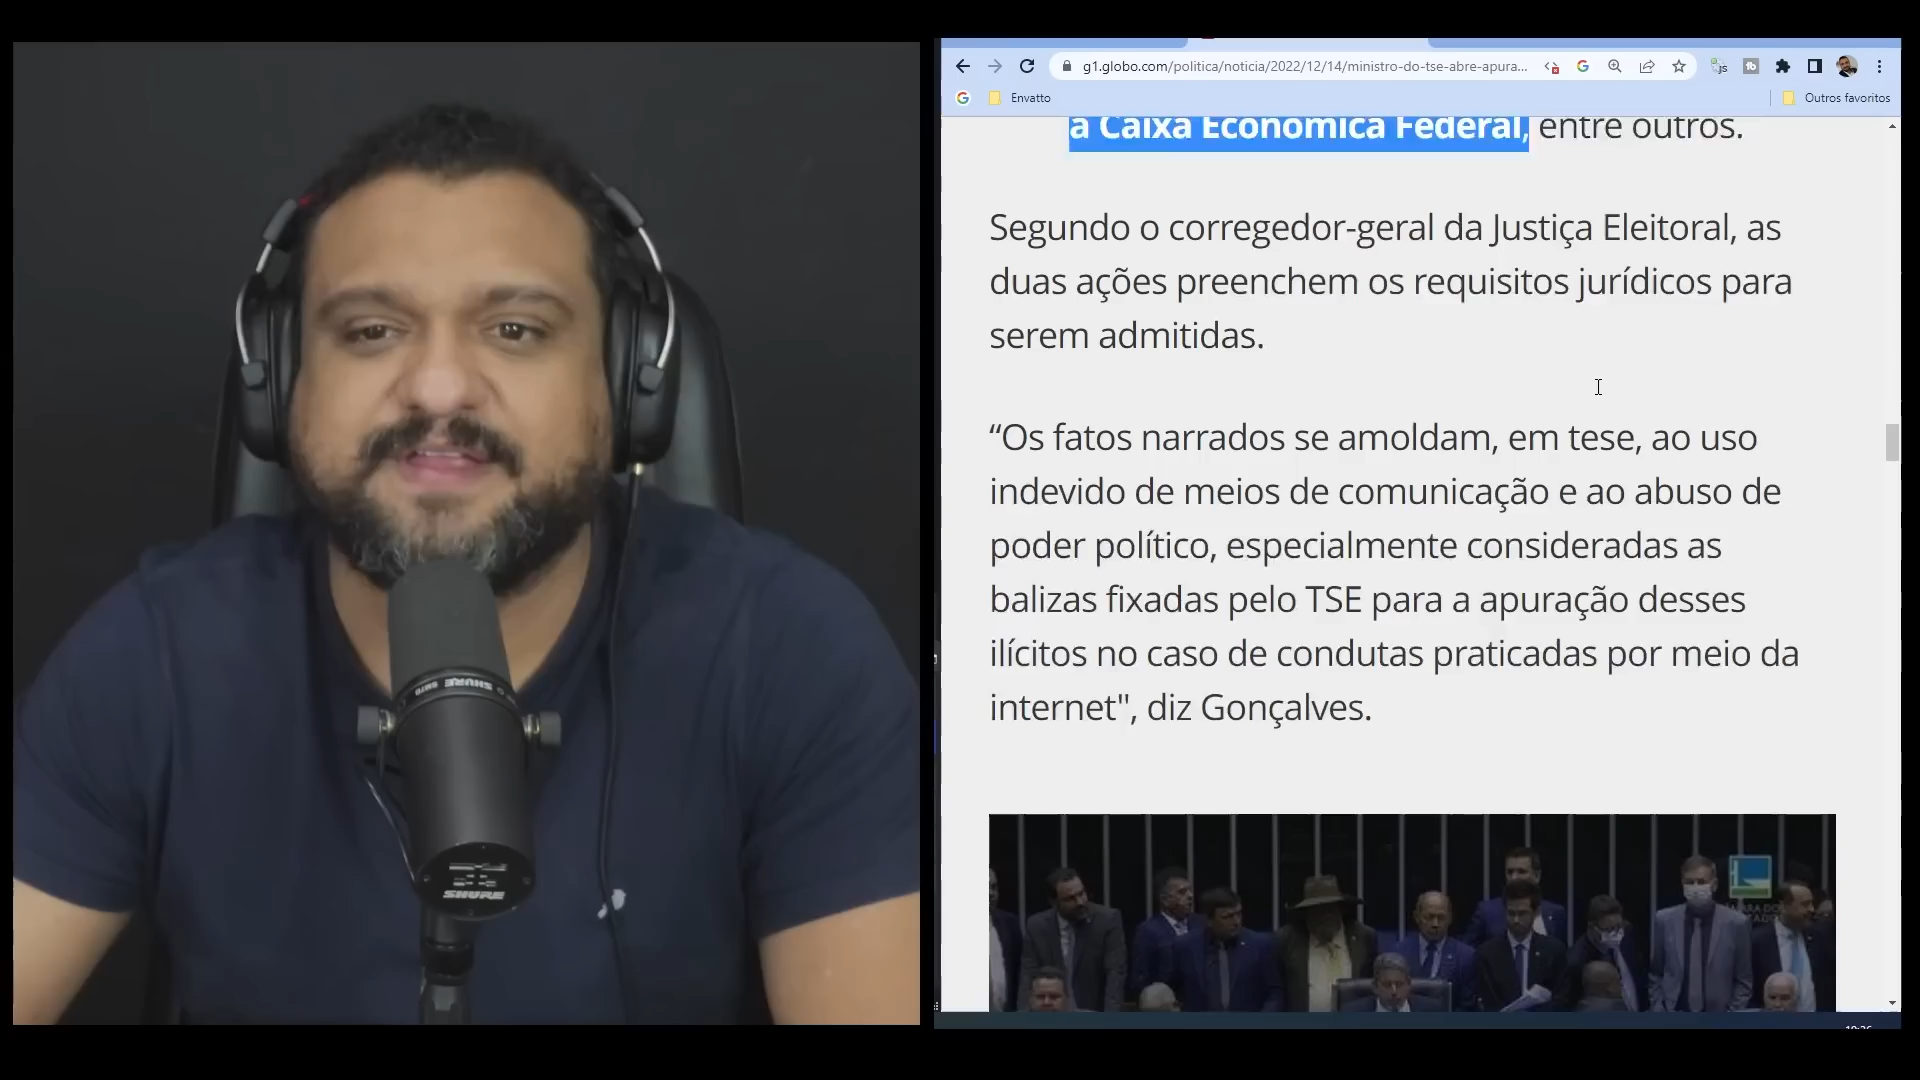 g1.globo.com/politica/noticia/2022/12/14/ministro-do-tse-abre-apura...
Envatto
Outros favoritos
a Caixa Econômica Federal, entre outros.
Segundo o corregedor-geral da Justiça Eleitoral, as
duas ações preenchem os requisitos jurídicos para
serem admitidas.
“Os fatos narrados se amoldam, em tese, ao uso
indevido de meios de comunicação e ao abuso de
poder político, especialmente consideradas as
balizas fixadas pelo TSE para a apuração desses
ilícitos no caso de condutas praticadas por meio da
internet", diz Gonçalves.
SHURE
SHURE